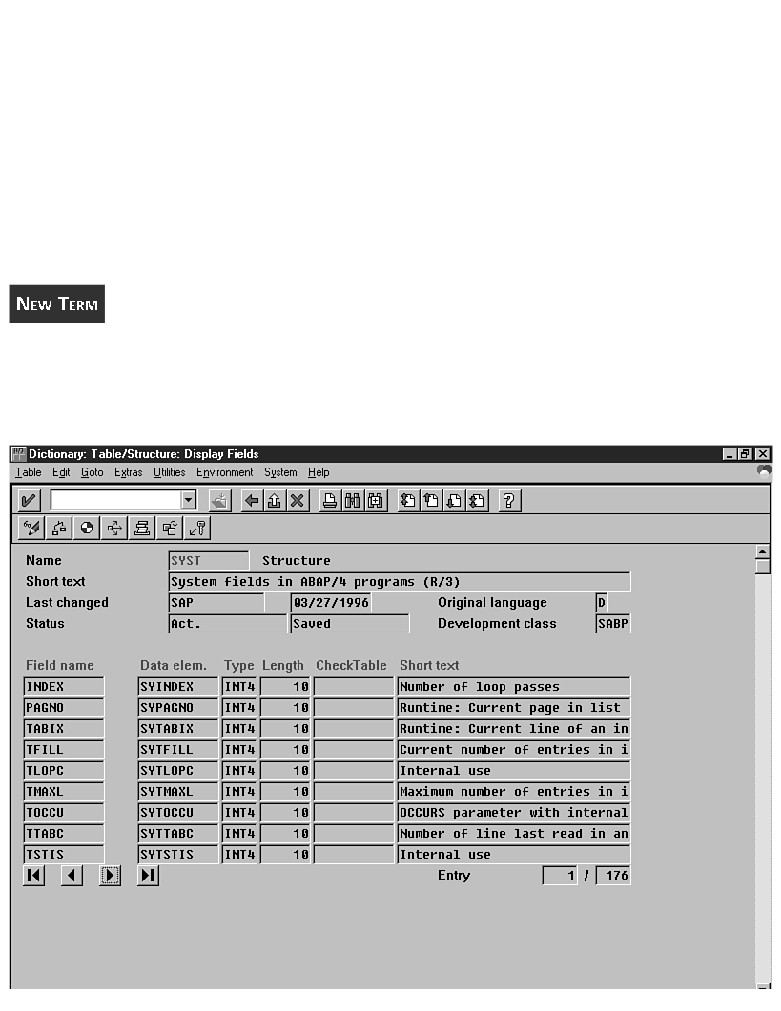 NEW TERM
Dictionary: Table/Structure: Display Fields
Table Edit Goto Extras Utilities Environment System Help
Name SYST Structure
Short text System fields in ABAP/4 programs (R/3)
Last changed SAP 03/27/1996 Original language D
Status Act. Saved Development class SABP
Field name Data elem. Type Length CheckTable Short text
INDEX SYINDEX INT4 10 Number of loop passes
PAGNO SYPAGNO INT4 10 Runtime: Current page in list
TABIX SYTABIX INT4 10 Runtime: Current line of an in
TFILL SYTFILL INT4 10 Current number of entries in i
TLOPC SYTLOPC INT4 10 Internal use
TMAXL SYTMAXL INT4 10 Maximum number of entries in i
TOCCU SYTOCCU INT4 10 OCCURS parameter with internal
TTABC SYTTABC INT4 10 Number of line last read in an
TSTIS SYTSTIS INT4 10 Internal use
Entry 1 / 176